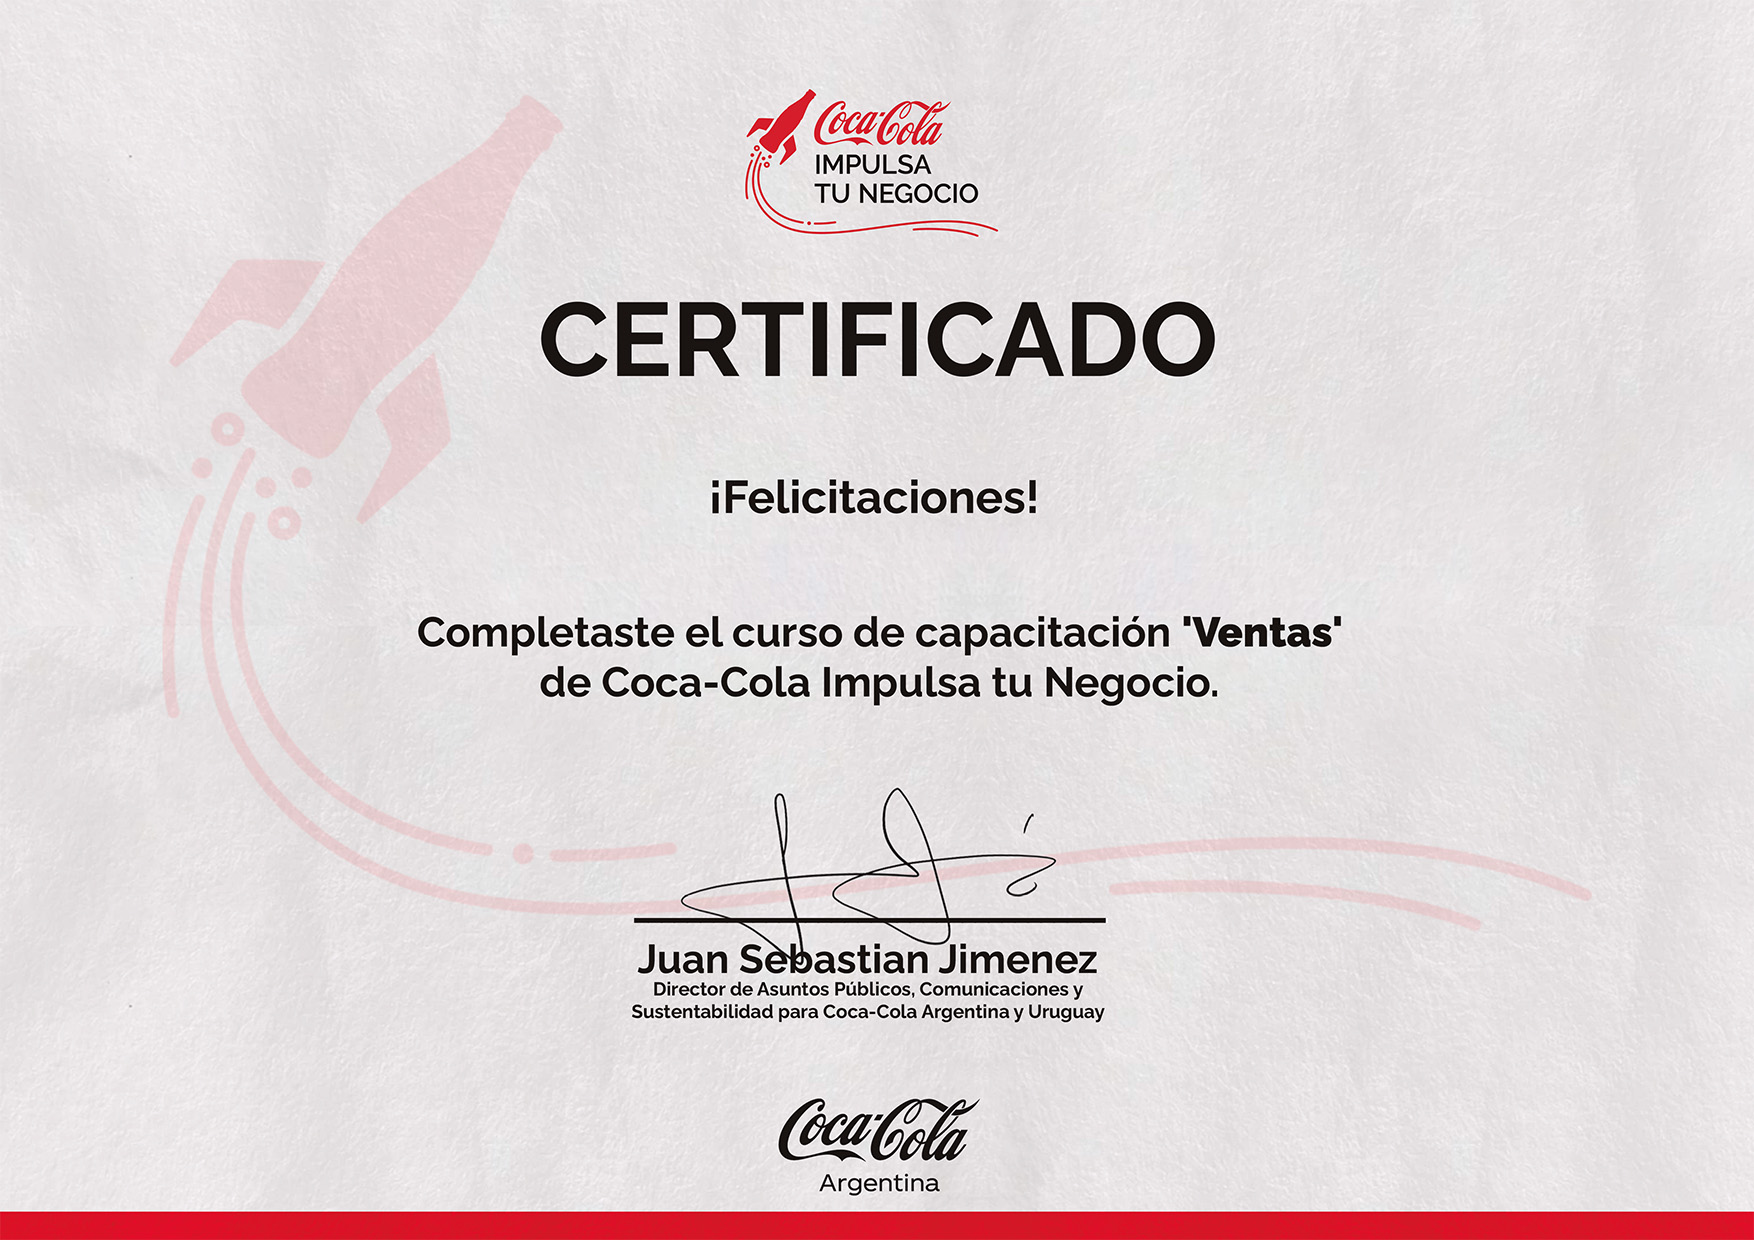 Coca-Cola
IMPULSA
TU NEGOCIO
CERTIFICADO
¡Felicitaciones!
Completaste el curso de capacitación 'Ventas'
de Coca-Cola Impulsa tu Negocio.
Juan Sebastian Jimenez
Director de Asuntos Públicos, Comunicaciones y
Sustentabilidad para Coca-Cola Argentina y Uruguay
Coca-Cola
Argentina